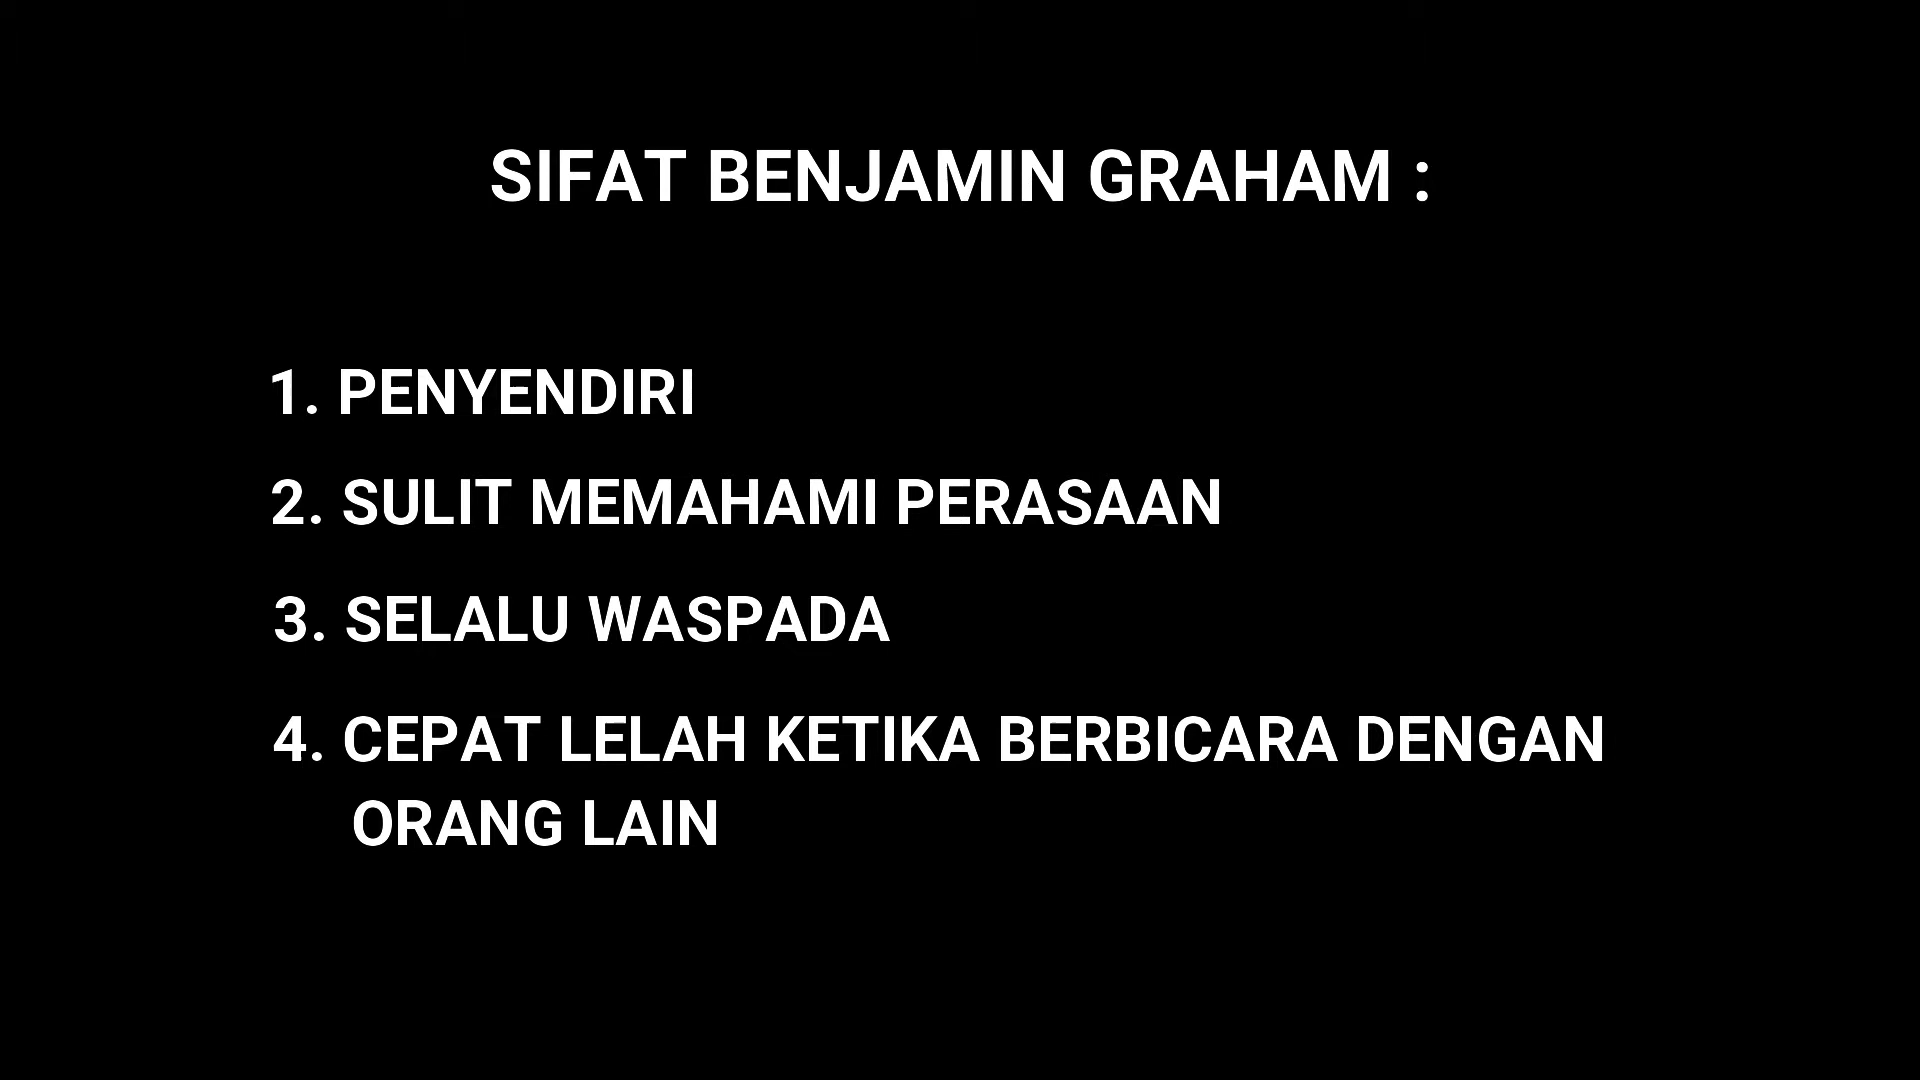 SIFAT BENJAMIN GRAHAM :
1. PENYENDIRI
2. SULIT MEMAHAMI PERASAAN
3. SELALU WASPADA
4. CEPAT LELAH KETIKA BERBICARA DENGAN
ORANG LAIN